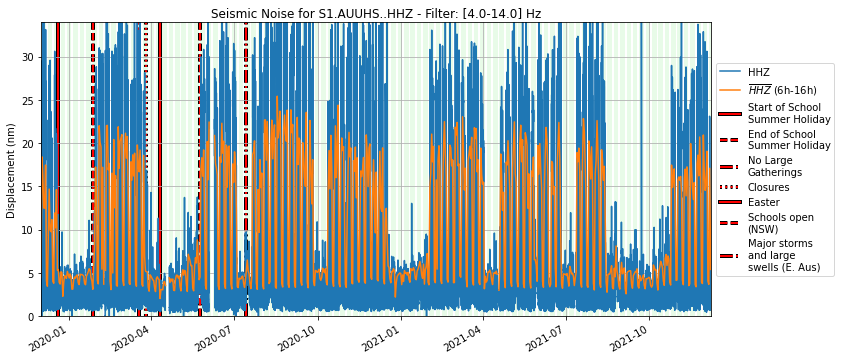 Seismic Noise for S1.AUUHS..HHZ - Filter: [4.0-14.0] Hz
Displacement (nm)
30
25
20
15
10
5
0
2020-01
2020-04
2020-07
2020-10
2021-01
2021-04
2021-07
2021-10
HHZ
HHZ (6h-16h)
Start of School
Summer Holiday
End of School
Summer Holiday
No Large
Gatherings
Closures
Easter
Schools open
(NSW)
Major storms
and large
swells (E. Aus)